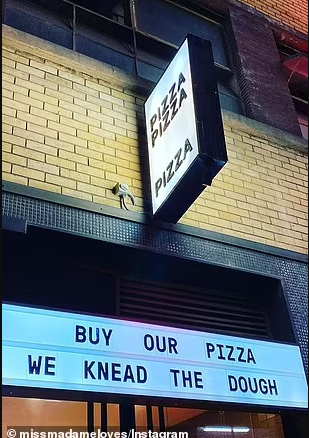 PIZZA
PIZZA
PIZZA
BUY OUR PIZZA
WE KNEAD THE DOUGH
© missmadameloves/Instagram